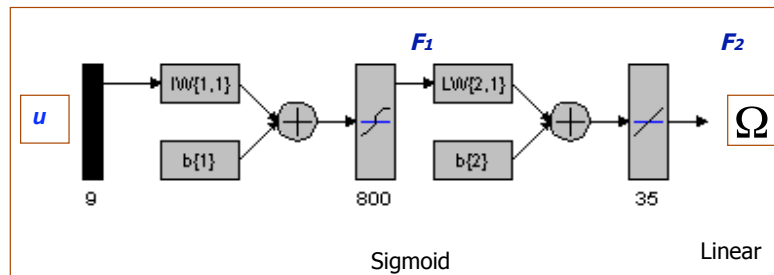 F1
F2
u
IW{1,1}
LW{2,1}
Ω
b{1}
b{2}
9
800
35
Sigmoid
Linear